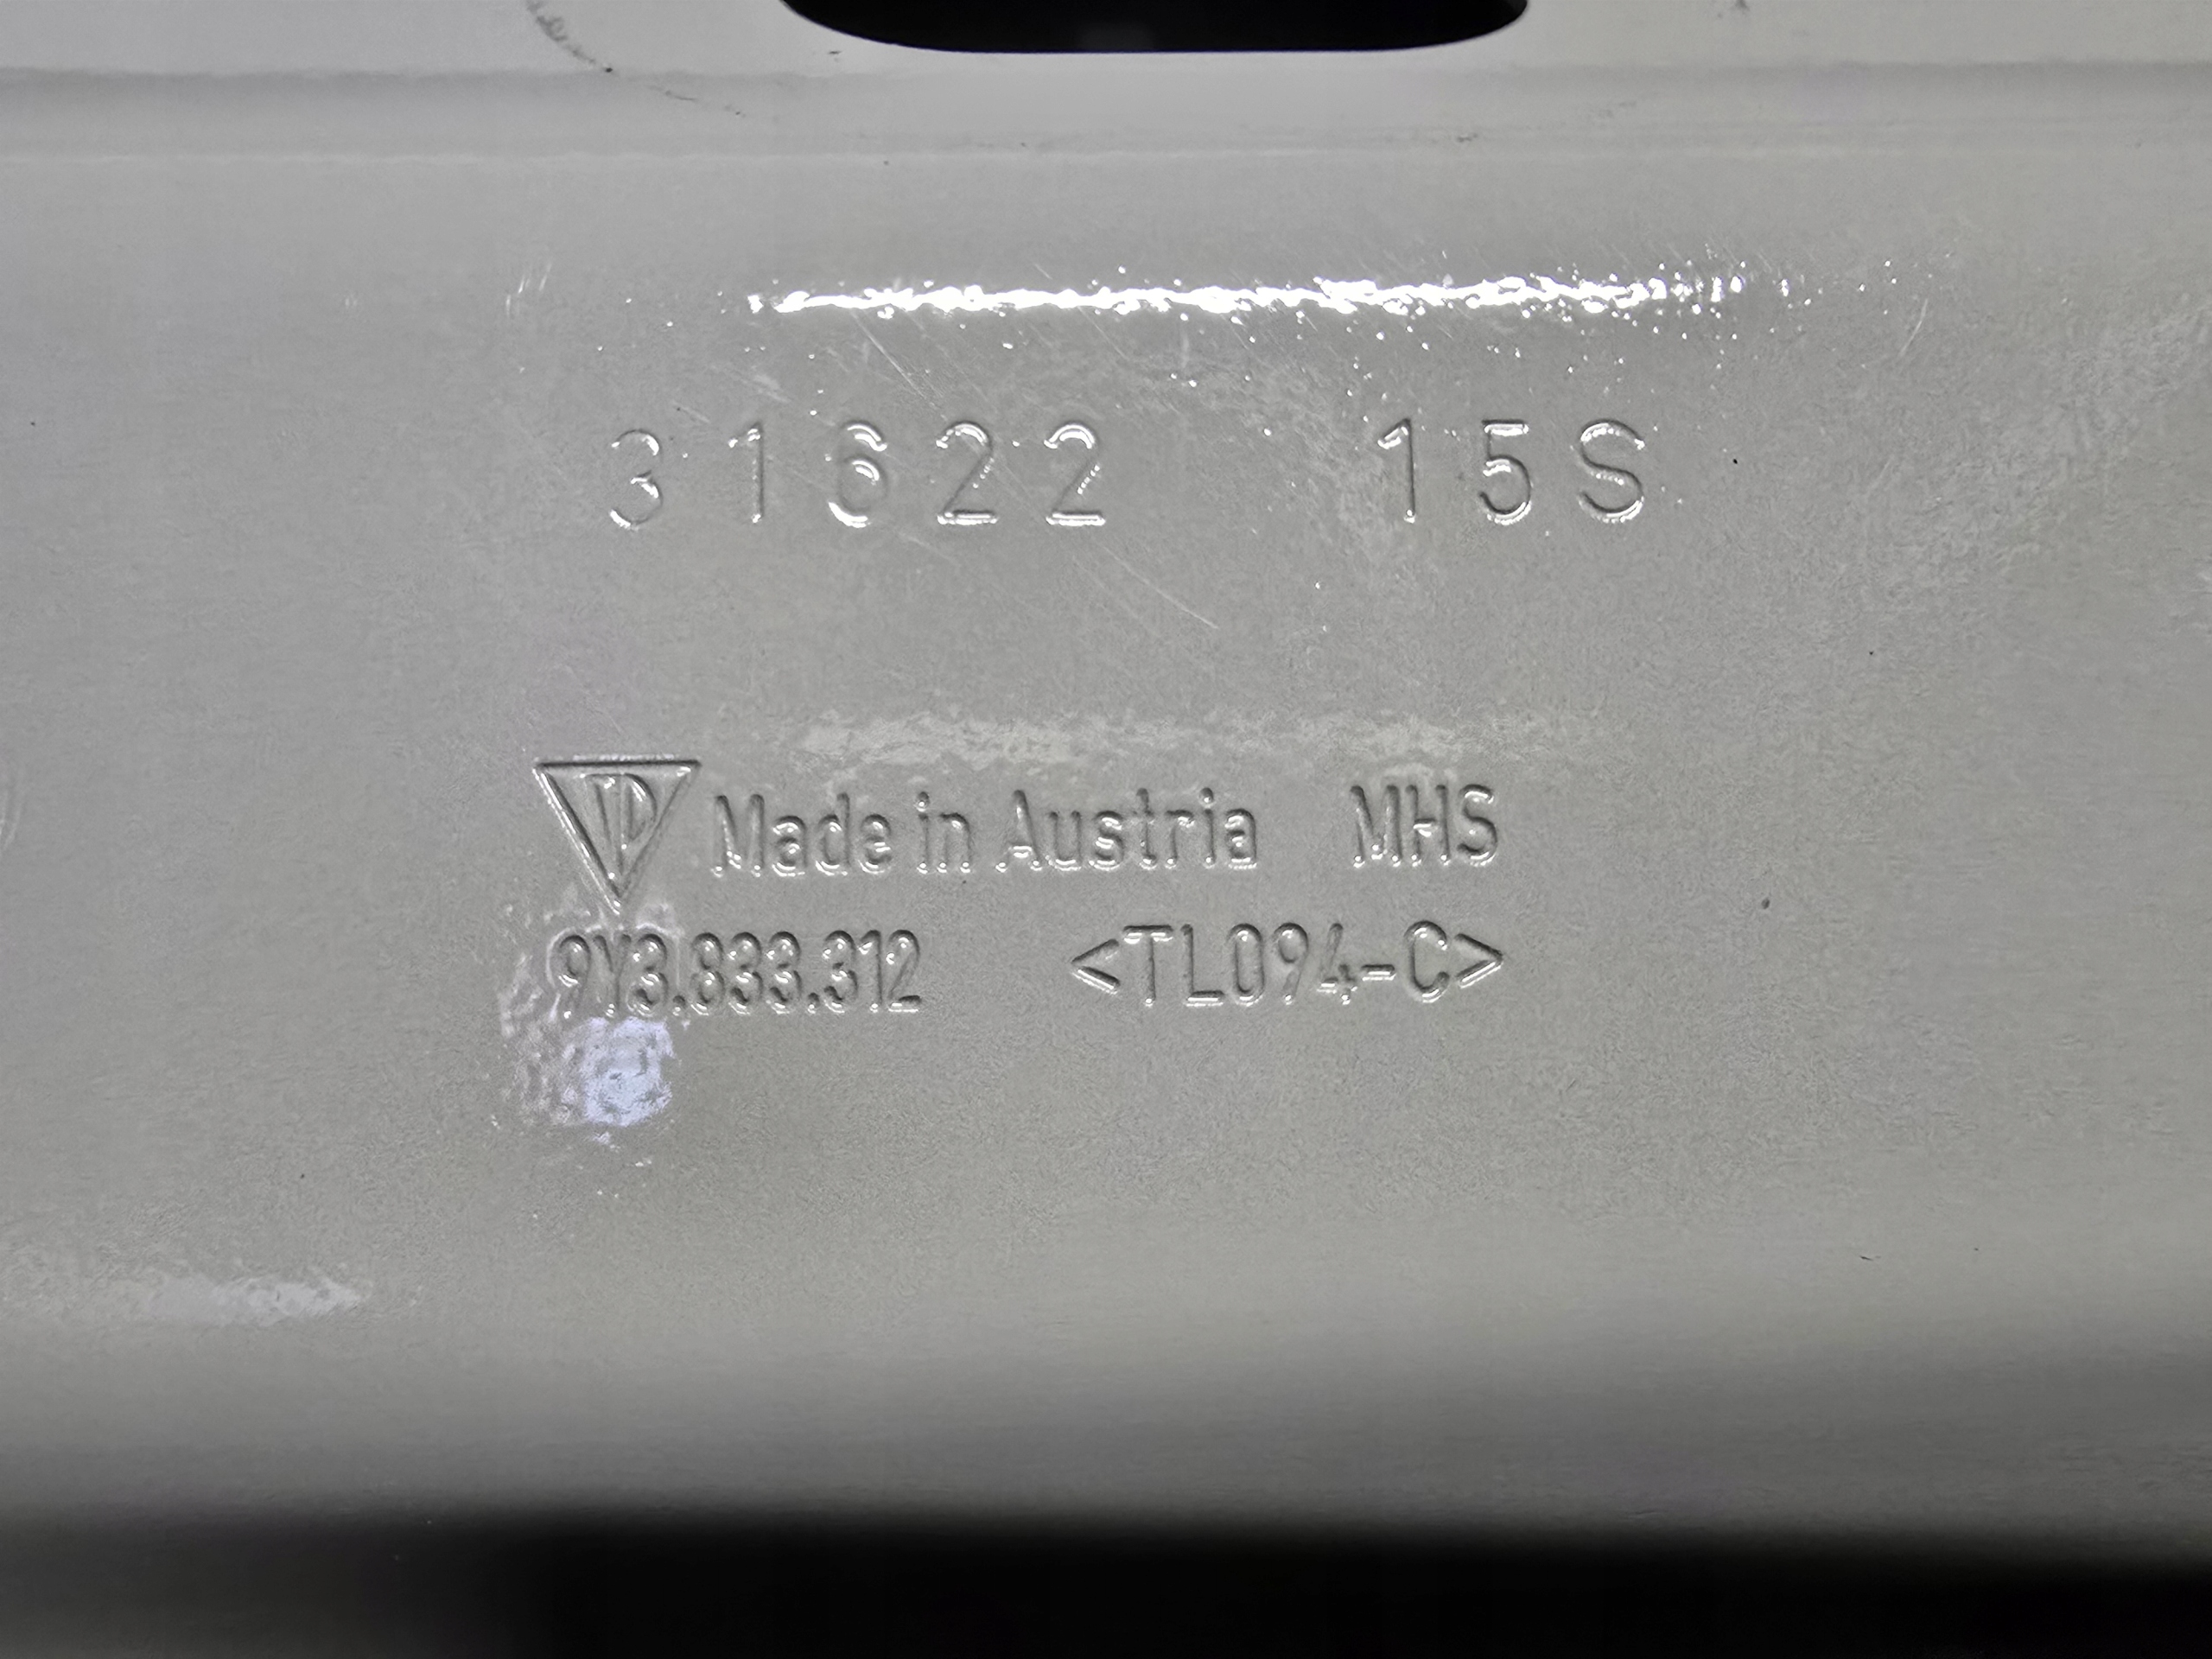 31622 15S
Made in Austria MHS
9Y3.833.312 <TL094-C>